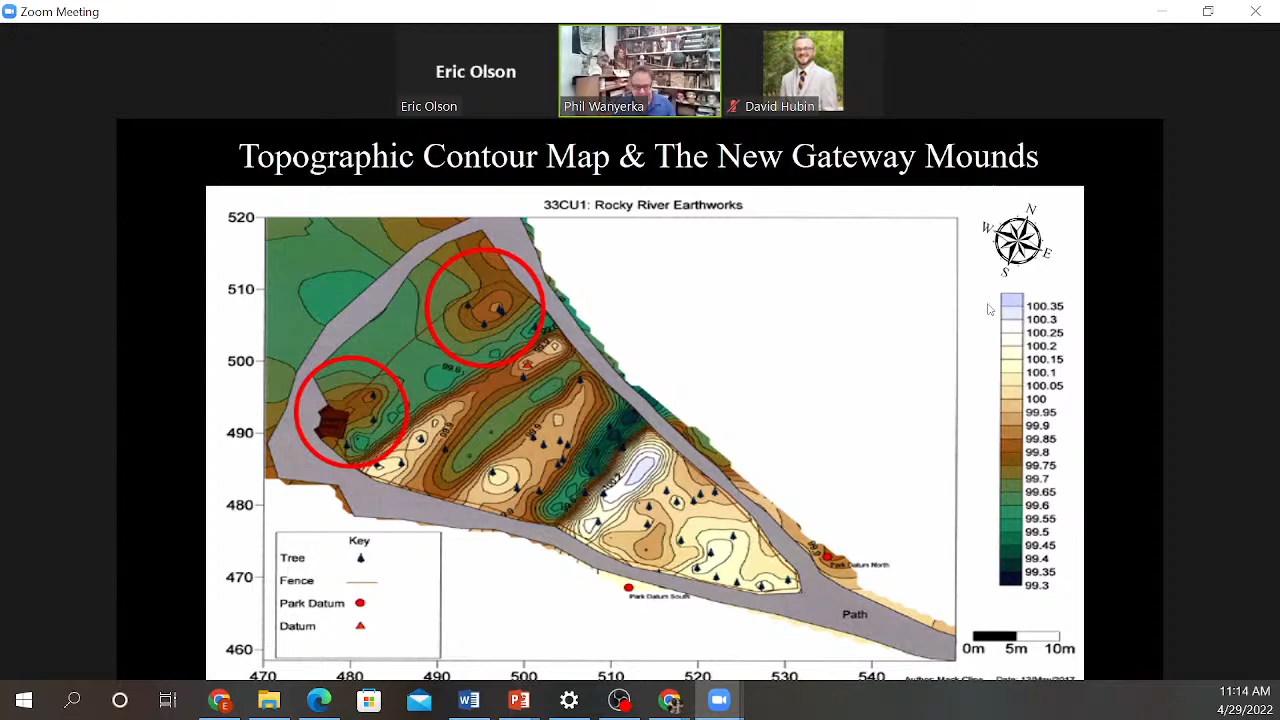 Zoom Meeting
Eric Olson
Eric Olson
Phil Wanyerka
David Hubin
Topographic Contour Map & The New Gateway Mounds
33CU1: Rocky River Earthworks
520
510
500
490
480
470
460
470
480
490
500
510
520
530
540
N
W
E
S
100.35
100.3
100.25
100.2
100.15
100.1
100.05
100
99.95
99.9
99.85
99.8
99.75
99.7
99.65
99.6
99.55
99.5
99.45
99.4
99.35
99.3
Key
Tree
Fence
Park Datum
Datum
Park Datum North
Park Datum South
Path
0m 5m 10m
11:14 AM
4/29/2022